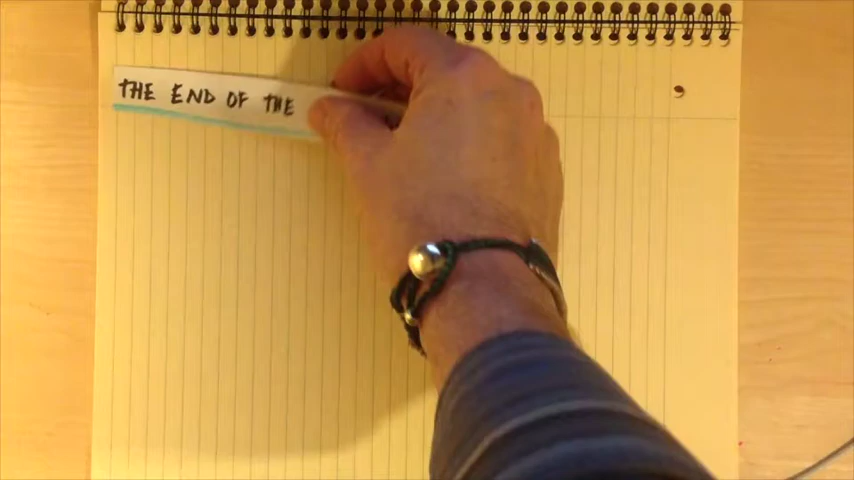 THE END OF THE